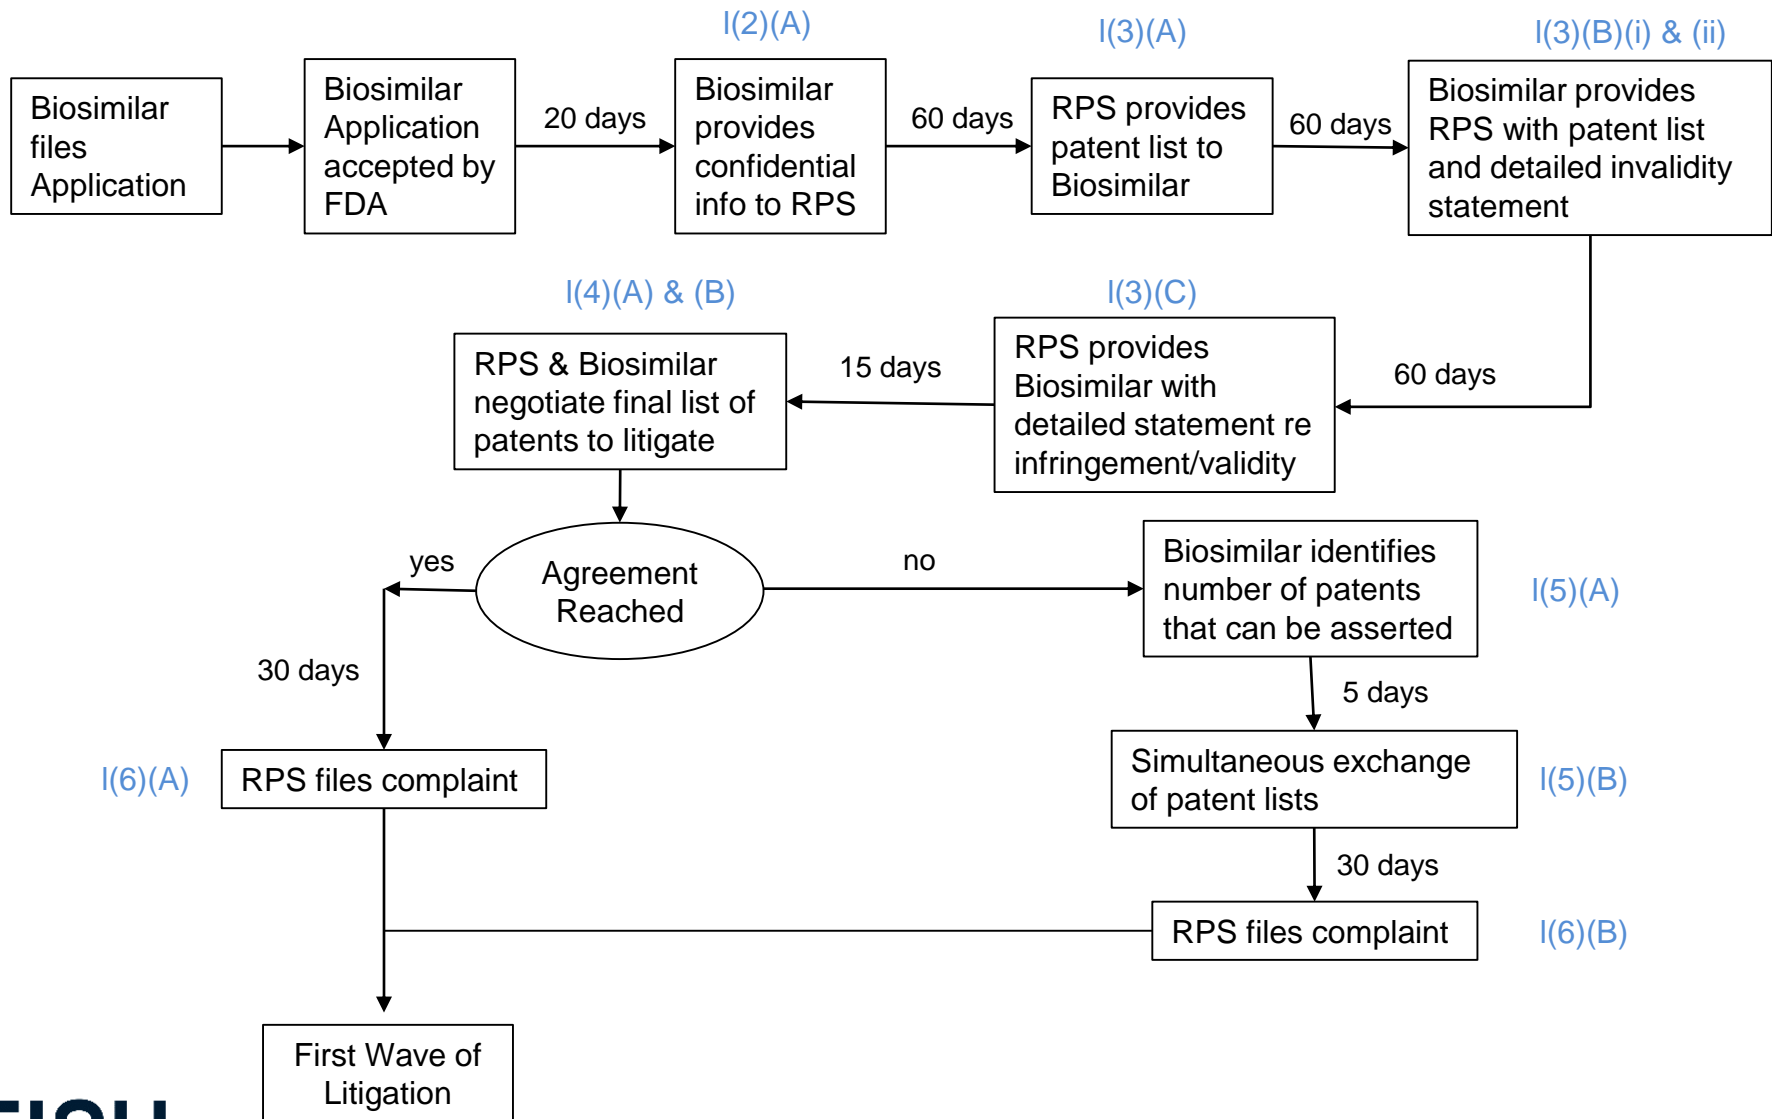 l(2)(A)
l(3)(A)
l(3)(B)(i) & (ii)
Biosimilar
files
Application
Biosimilar
Application
accepted by
FDA
20 days
Biosimilar
provides
confidential
info to RPS
60 days
RPS provides
patent list to
Biosimilar
60 days
Biosimilar provides
RPS with patent list
and detailed invalidity
statement
60 days
l(3)(C)
RPS provides
Biosimilar with
detailed statement re
infringement/validity
15 days
l(4)(A) & (B)
RPS & Biosimilar
negotiate final list of
patents to litigate
Agreement
Reached
yes
30 days
l(6)(A)
RPS files complaint
no
Biosimilar identifies
number of patents
that can be asserted
l(5)(A)
5 days
Simultaneous exchange
of patent lists
l(5)(B)
30 days
RPS files complaint
l(6)(B)
First Wave of
Litigation